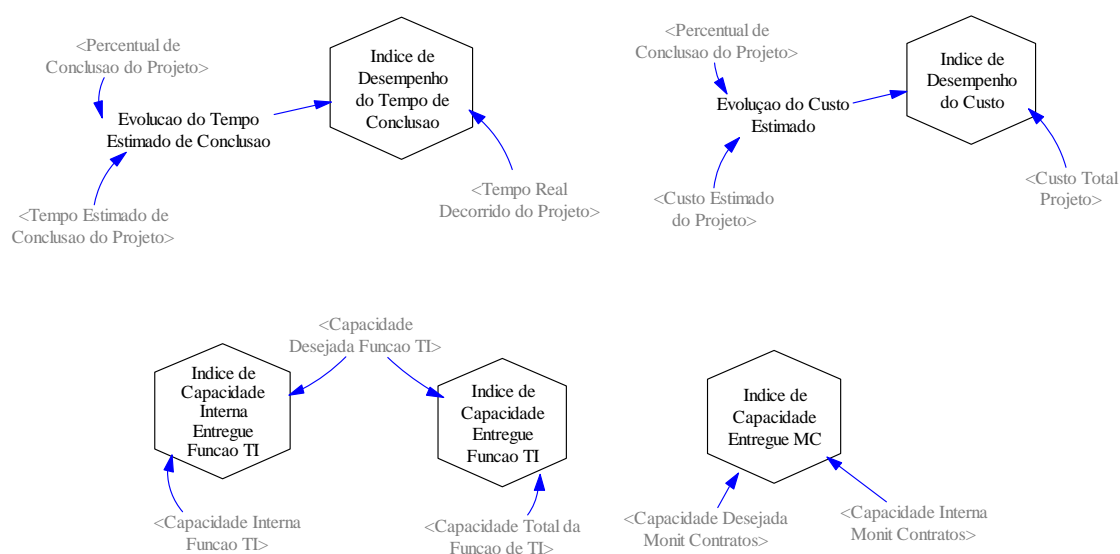 <Percentual de
Conclusao do Projeto>
Evolucao do Tempo
Estimado de Conclusao
<Tempo Estimado de
Conclusao do Projeto>
Indice de
Desempenho
do Tempo de
Conclusao
<Tempo Real
Decorrido do Projeto>
<Percentual de
Conclusao do Projeto>
Evoluçao do Custo
Estimado
<Custo Estimado
do Projeto>
Indice de
Desempenho
do Custo
<Custo Total
Projeto>
<Capacidade
Desejada Funcao TI>
Indice de
Capacidade
Interna
Entregue
Funcao TI
<Capacidade Interna
Funcao TI>
Indice de
Capacidade
Entregue
Funcao TI
<Capacidade Total da
Funcao de TI>
Indice de
Capacidade
Entregue MC
<Capacidade Desejada
Monit Contratos>
<Capacidade Interna
Monit Contratos>